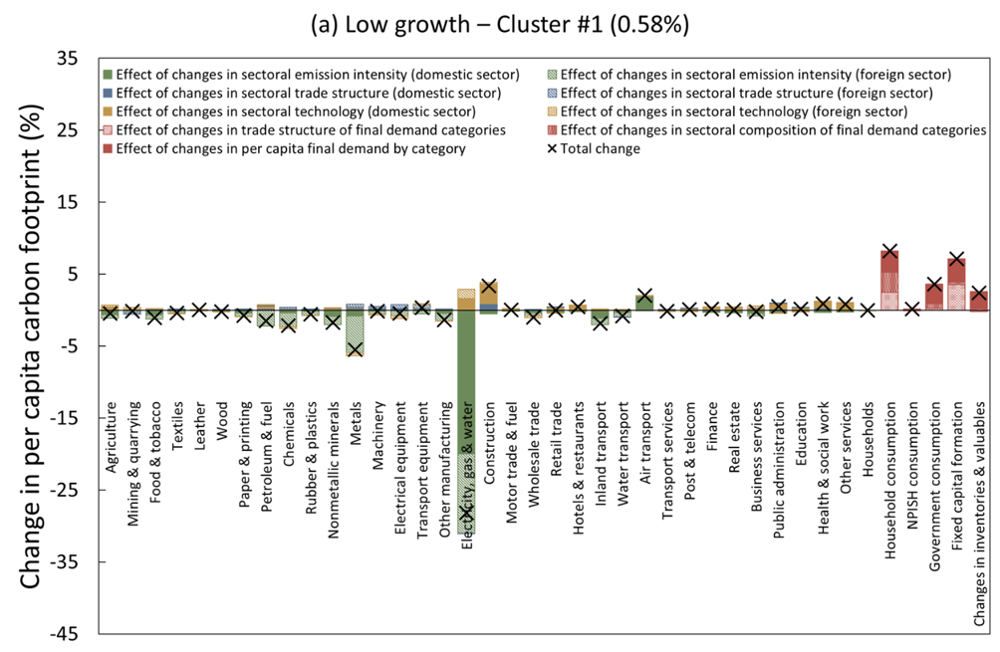 (a) Low growth – Cluster #1 (0.58%)
Change in per capita carbon footprint (%)
35
25
15
5
-5
-15
-25
-35
-45
Effect of changes in sectoral emission intensity (domestic sector)
Effect of changes in sectoral emission intensity (foreign sector)
Effect of changes in sectoral trade structure (domestic sector)
Effect of changes in sectoral trade structure (foreign sector)
Effect of changes in sectoral technology (domestic sector)
Effect of changes in sectoral technology (foreign sector)
Effect of changes in trade structure of final demand categories
Effect of changes in sectoral composition of final demand categories
Effect of changes in per capita final demand by category
Total change
Agriculture
Mining & quarrying
Food & tobacco
Textiles
Leather
Wood
Paper & printing
Petroleum & fuel
Chemicals
Rubber & plastics
Nonmetallic minerals
Metals
Machinery
Electrical equipment
Transport equipment
Other manufacturing
Electricity, gas & water
Construction
Motor trade & fuel
Wholesale trade
Retail trade
Hotels & restaurants
Inland transport
Water transport
Air transport
Transport services
Post & telecom
Finance
Real estate
Business services
Public administration
Education
Health & social work
Other services
Households
Household consumption
NPISH consumption
Government consumption
Fixed capital formation
Changes in inventories & valuables